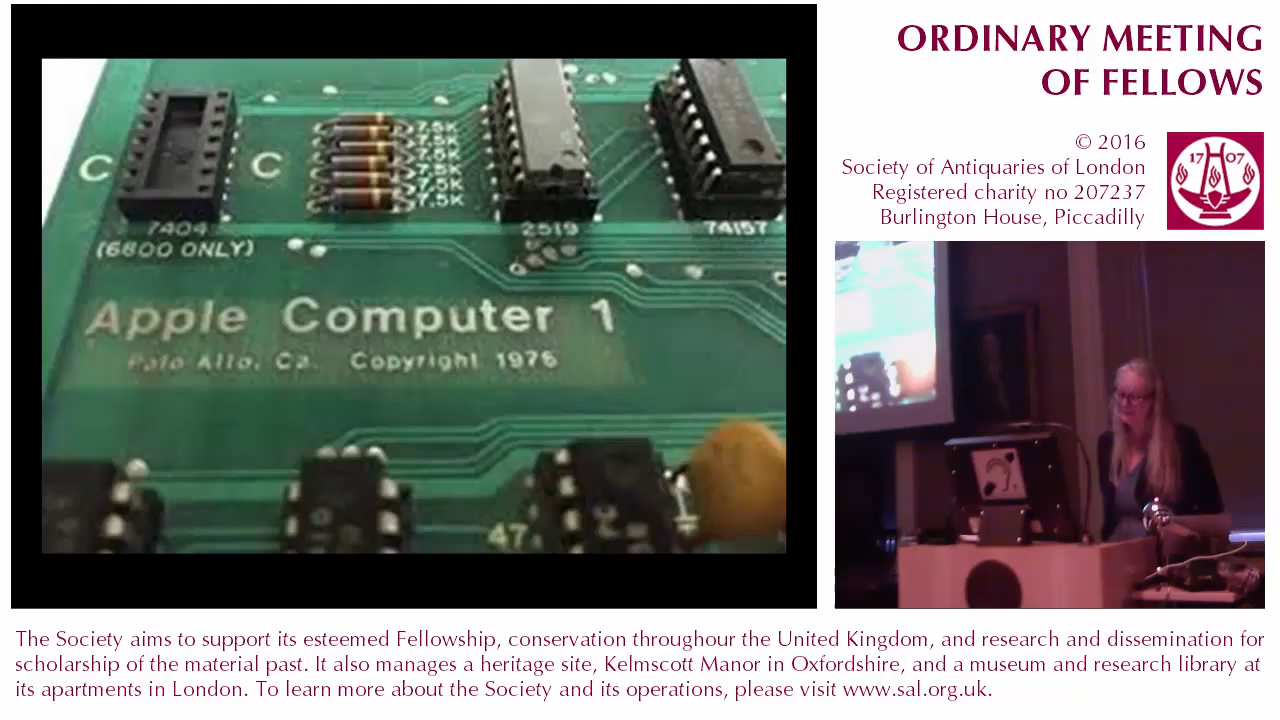 ORDINARY MEETING
OF FELLOWS
© 2016
Society of Antiquaries of London
Registered charity no 207237
Burlington House, Piccadilly
17 07
C
C
7.5K
7.5K
7.5K
7.5K
7.5K
7.5K
7404
(6800 ONLY)
2519
74157
Apple Computer 1
Palo Alto, Ca. Copyright 1976
47
The Society aims to support its esteemed Fellowship, conservation throughour the United Kingdom, and research and dissemination for
scholarship of the material past. It also manages a heritage site, Kelmscott Manor in Oxfordshire, and a museum and research library at
its apartments in London. To learn more about the Society and its operations, please visit www.sal.org.uk.